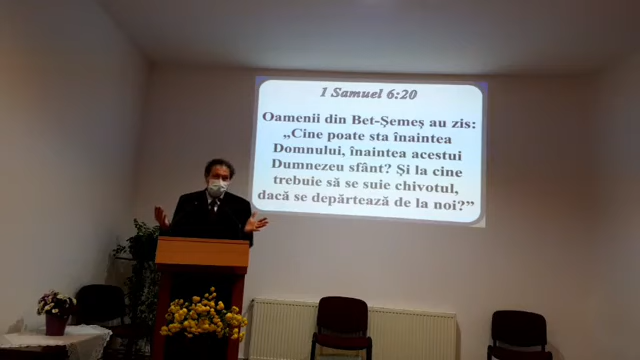 1 Samuel 6:20
Oamenii din Bet-Şemeş au zis:
„Cine poate sta înaintea
Domnului, înaintea acestui
Dumnezeu sfânt? Şi la cine
trebuie să se suie chivotul,
dacă se depărtează de la noi?”